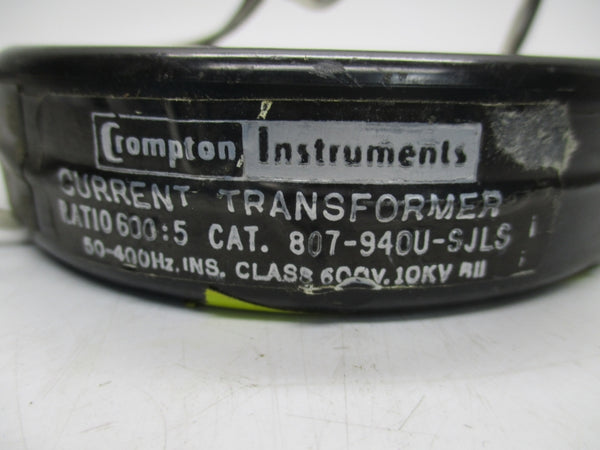 Crompton Instruments
CURRENT TRANSFORMER
RATIO 600:5 CAT. 807-940U-SJLS
50-400Hz. INS. CLASS 600V. 10KV BIl